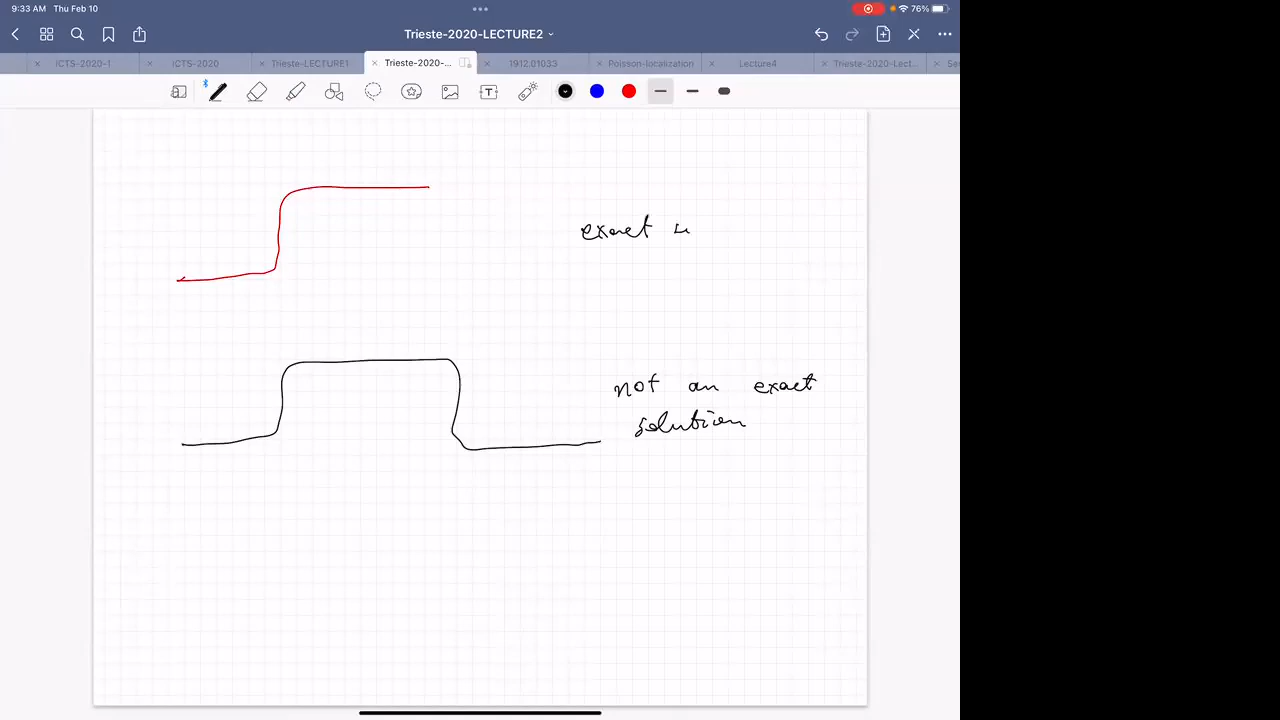 9:33 AM Thu Feb 10
76%
Trieste-2020-LECTURE2
ICTS-2020-1
ICTS-2020
Trieste-LECTURE1
Trieste-2020-...
1912.01033
Poisson-localization
Lecture4
Trieste-2020-Lect...
Se
T
exact
not an exact
solution